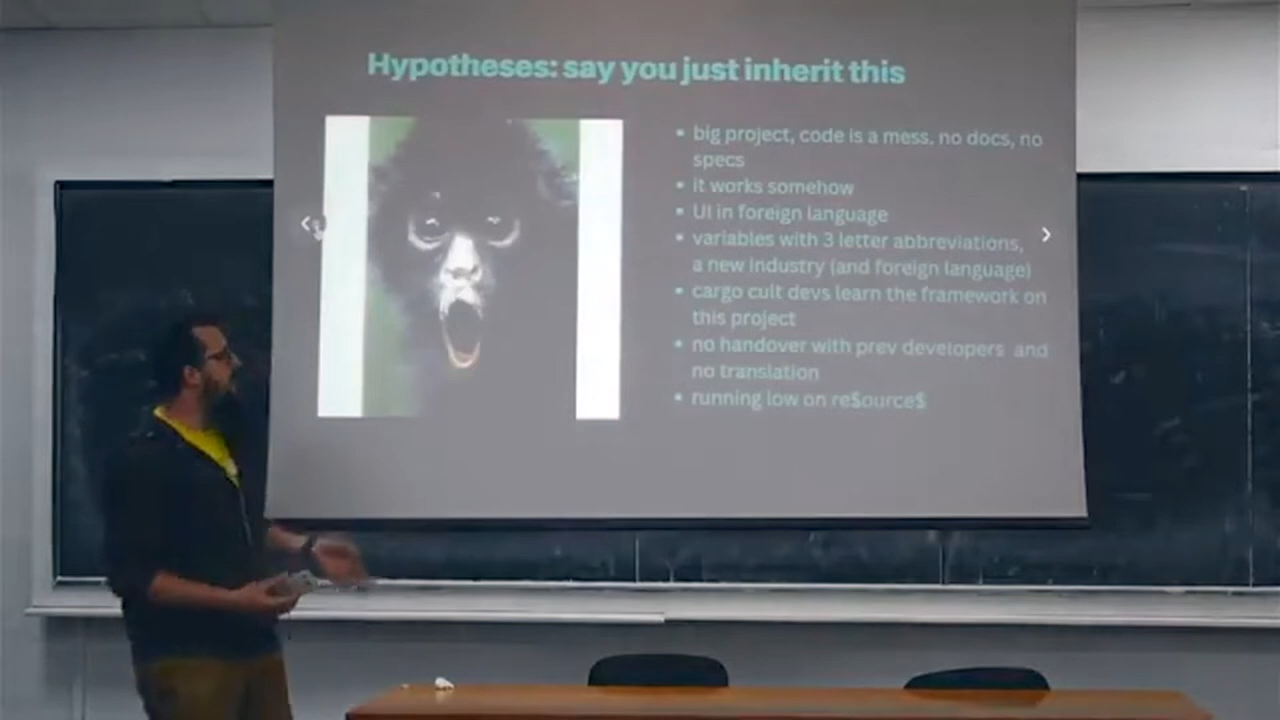 Hypotheses: say you just inherit this
big project, code is a mess. no docs, no
specs
it works somehow
UI in foreign language
variables with 3 letter abbreviations,
a new industry (and foreign language)
cargo cult devs learn the framework on
this project
no handover with prev developers and
no translation
running low on re$ource$